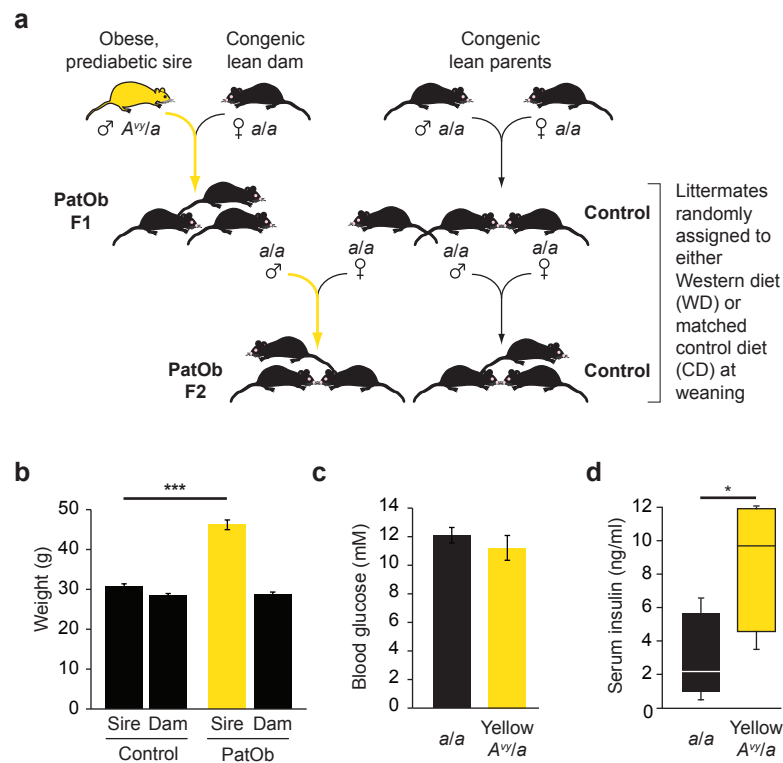 a
Obese,
prediabetic sire
Congenic
lean dam
Congenic
lean parents
♂ Aᵛʸ/a
♀ a/a
♂ a/a
♀ a/a
PatOb
F1
Control
a/a
♂
a/a
♀
a/a
♂
a/a
♀
PatOb
F2
Control
Littermates
randomly
assigned to
either
Western diet
(WD) or
matched
control diet
(CD) at
weaning
b
***
Weight (g)
50
40
30
20
10
0
Sire Dam
Control
Sire Dam
PatOb
c
Blood glucose (mM)
14
12
10
8
6
4
2
0
a/a
Yellow
Aᵛʸ/a
d
*
Serum insulin (ng/ml)
12
10
8
6
4
2
0
a/a
Yellow
Aᵛʸ/a